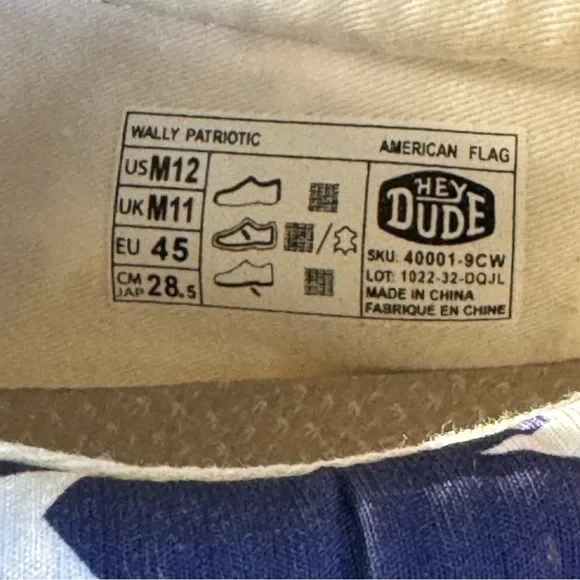 WALLY PATRIOTIC AMERICAN FLAG
US M12
UK M11
EU 45
CM JAP 28.5
HEY DUDE
SKU: 40001-9CW
LOT: 1022-32-DQJL
MADE IN CHINA
FABRIQUÉ EN CHINE